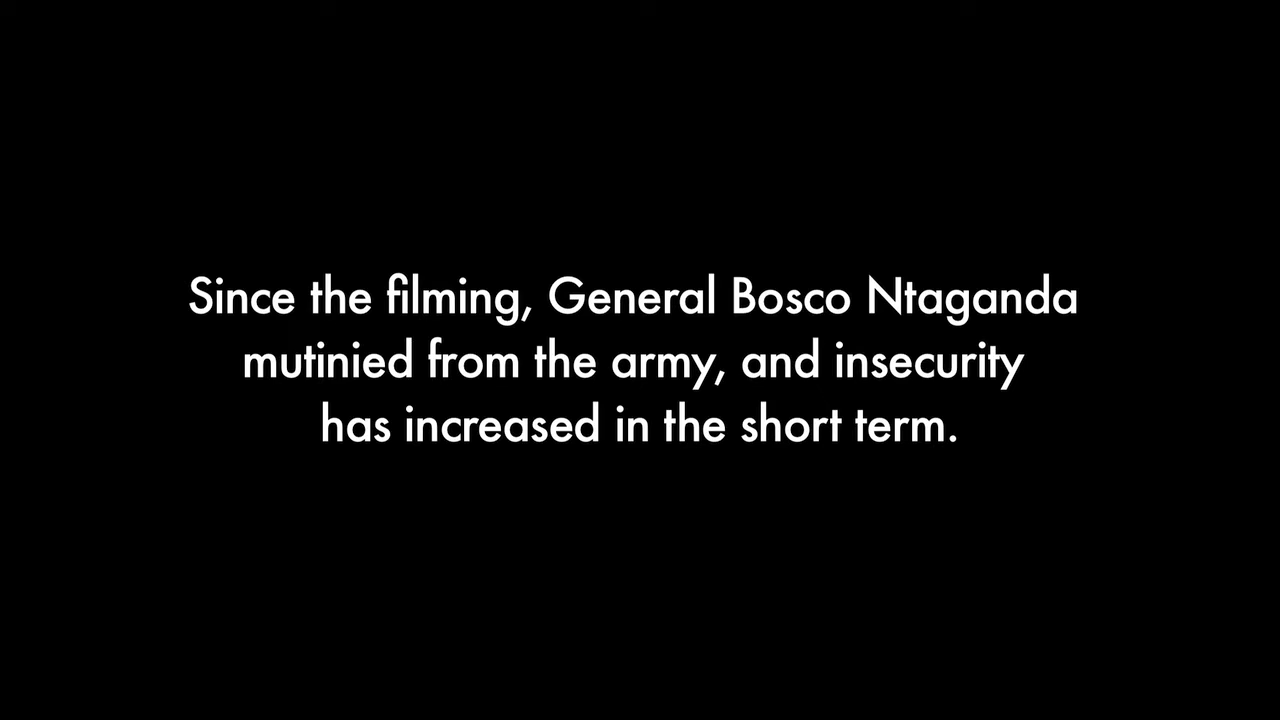 Since the filming, General Bosco Ntaganda
mutinied from the army, and insecurity
has increased in the short term.